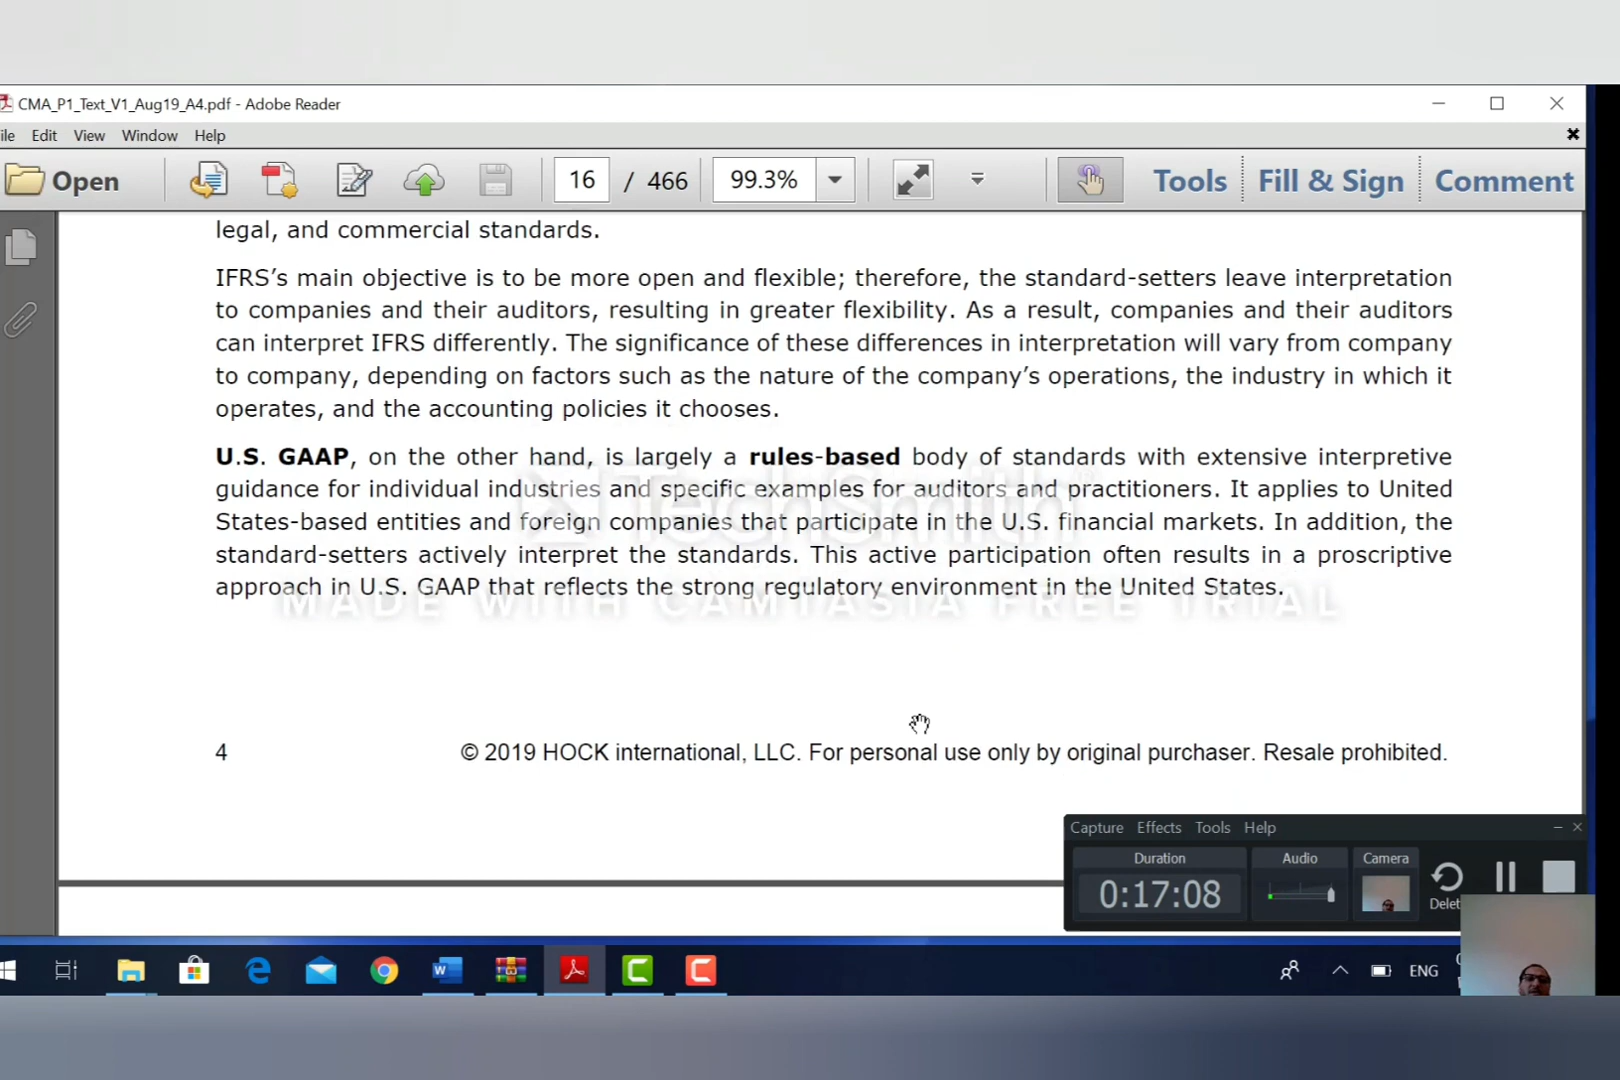 CMA_P1_Text_V1_Aug19_A4.pdf - Adobe Reader
ile Edit View Window Help
Open 16 / 466 99.3% Tools Fill & Sign Comment
legal, and commercial standards.
IFRS’s main objective is to be more open and flexible; therefore, the standard-setters leave interpretation
to companies and their auditors, resulting in greater flexibility. As a result, companies and their auditors
can interpret IFRS differently. The significance of these differences in interpretation will vary from company
to company, depending on factors such as the nature of the company’s operations, the industry in which it
operates, and the accounting policies it chooses.
U.S. GAAP, on the other hand, is largely a rules-based body of standards with extensive interpretive
guidance for individual industries and specific examples for auditors and practitioners. It applies to United
States-based entities and foreign companies that participate in the U.S. financial markets. In addition, the
standard-setters actively interpret the standards. This active participation often results in a proscriptive
approach in U.S. GAAP that reflects the strong regulatory environment in the United States.
TechSmith
MADE WITH CAMTASIA FREE TRIAL
4 © 2019 HOCK international, LLC. For personal use only by original purchaser. Resale prohibited.
Capture Effects Tools Help
Duration Audio Camera
0:17:08
Delet
ENG